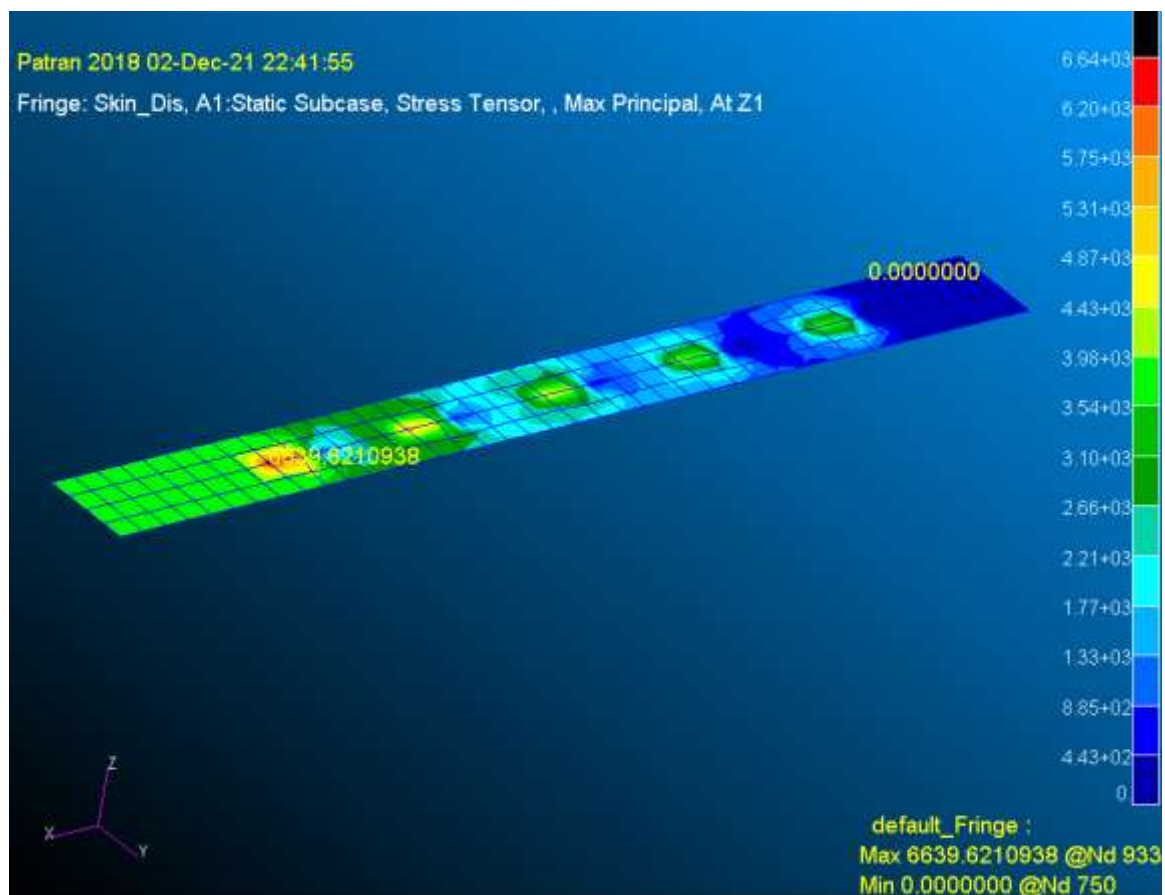 Patran 2018 02-Dec-21 22:41:55
Fringe: Skin_Dis, A1:Static Subcase, Stress Tensor, , Max Principal, At Z1
6.64+03
6.20+03
5.75+03
5.31+03
4.87+03
4.43+03
3.98+03
3.54+03
3.10+03
2.66+03
2.21+03
1.77+03
1.33+03
8.85+02
4.43+02
0.
0.0000000
6639.6210938
Z
X
Y
default_Fringe :
Max 6639.6210938 @Nd 933
Min 0.0000000 @Nd 750